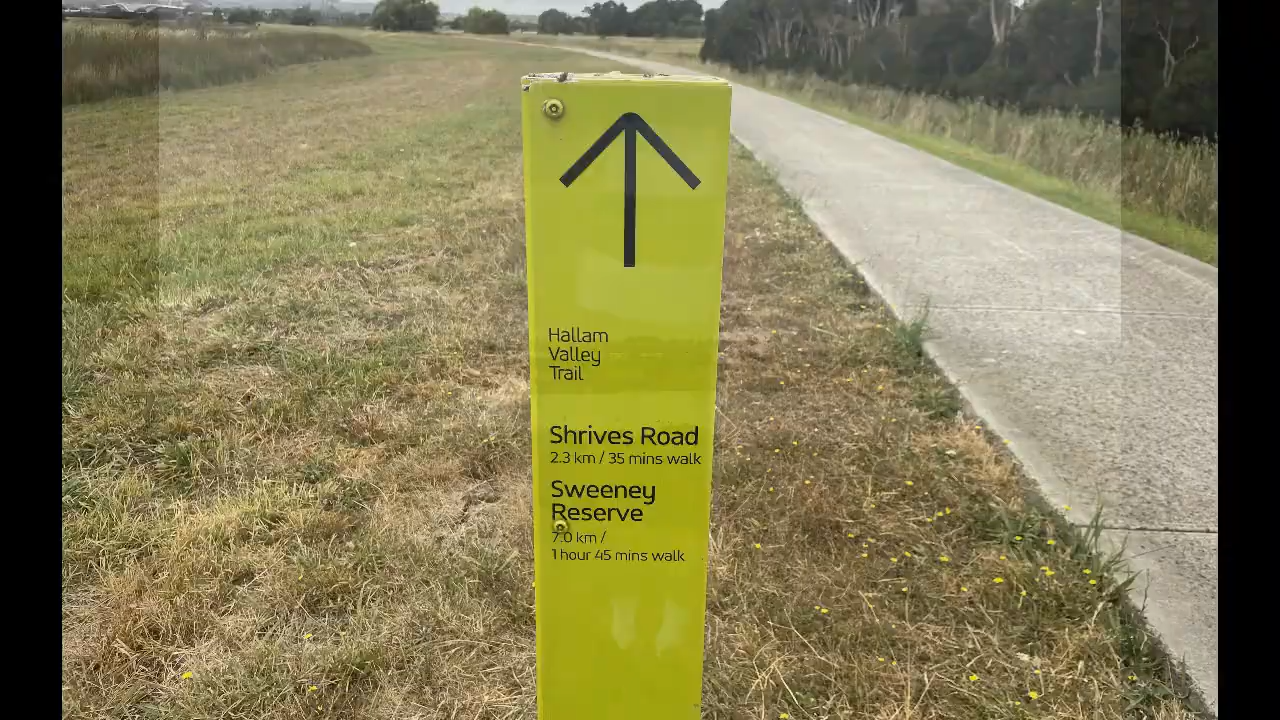 Hallam
Valley
Trail
Shrives Road
2.3 km / 35 mins walk
Sweeney
Reserve
7.0 km /
1 hour 45 mins walk